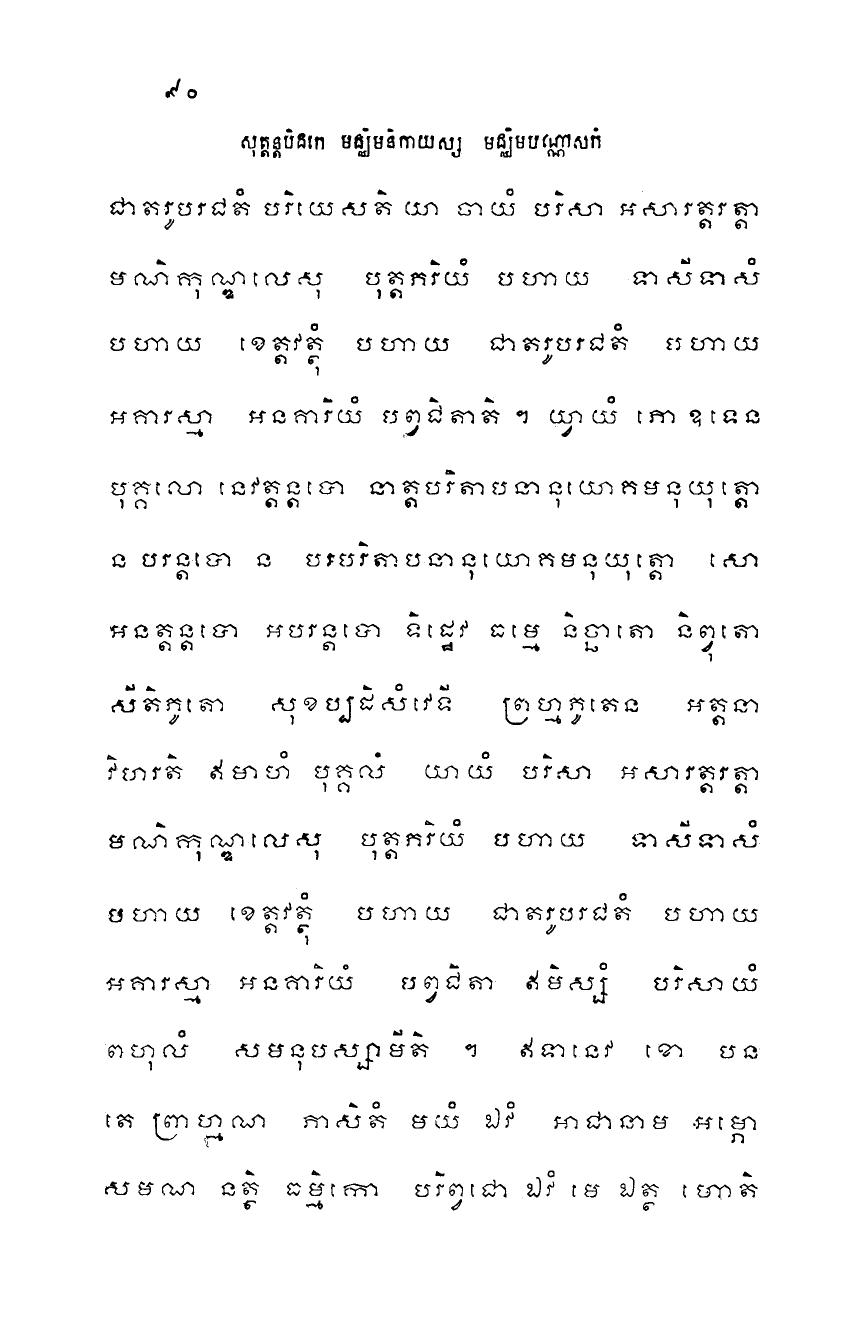 ៩០
សុត្តន្តបិដកេ មជ្ឈិមនិកាយស្ស មជ្ឈិមបណ្ណាសកំ
ជាតរូបរជតំ បរិយេសតិ យា ចាយំ បរិសា អសារត្តរត្តា
មណិកុណ្ឌលេសុ បុត្តភរិយំ បហាយ ទាសីទាសំ
បហាយ ខេត្តវត្ថុំ បហាយ ជាតរូបរជតំ បហាយ
អគារស្មា អនគារិយំ បព្វជិតាតិ ។ យ្វាយំ ភោ ឧទេន
បុគ្គលោ នេវត្តន្តបោ នាត្តបរិតាបនានុយោគមនុយុត្តោ
ន បរន្តបោ ន បរបរិតាបនានុយោគមនុយុត្តោ សោ
អនត្តន្តបោ អបរន្តបោ ទិដ្ឋេវ ធម្មេ និច្ឆាតោ និព្វុតោ
សីតិភូតោ សុខប្បដិសំវេទី ព្រហ្មភូតេន អត្តនា
វិហរតិ ឥមាហំ បុគ្គលំ យាយំ បរិសា អសារត្តរត្តា
មណិកុណ្ឌលេសុ បុត្តភរិយំ បហាយ ទាសីទាសំ
បហាយ ខេត្តវត្ថុំ បហាយ ជាតរូបរជតំ បហាយ
អគារស្មា អនគារិយំ បព្វជិតា ឥមិស្សំ បរិសាយំ
ពហុលំ សមនុបស្សាមីតិ ។ ឥទានេវ ខោ បន
តេ ព្រាហ្មណ ភាសិតំ មយំ ឯវំ អាជានាម អម្ភោ
សមណ នត្ថិ ធម្មិកោ បរិព្វជោ ឯវំ មេ ឯត្ថ ហោតិ